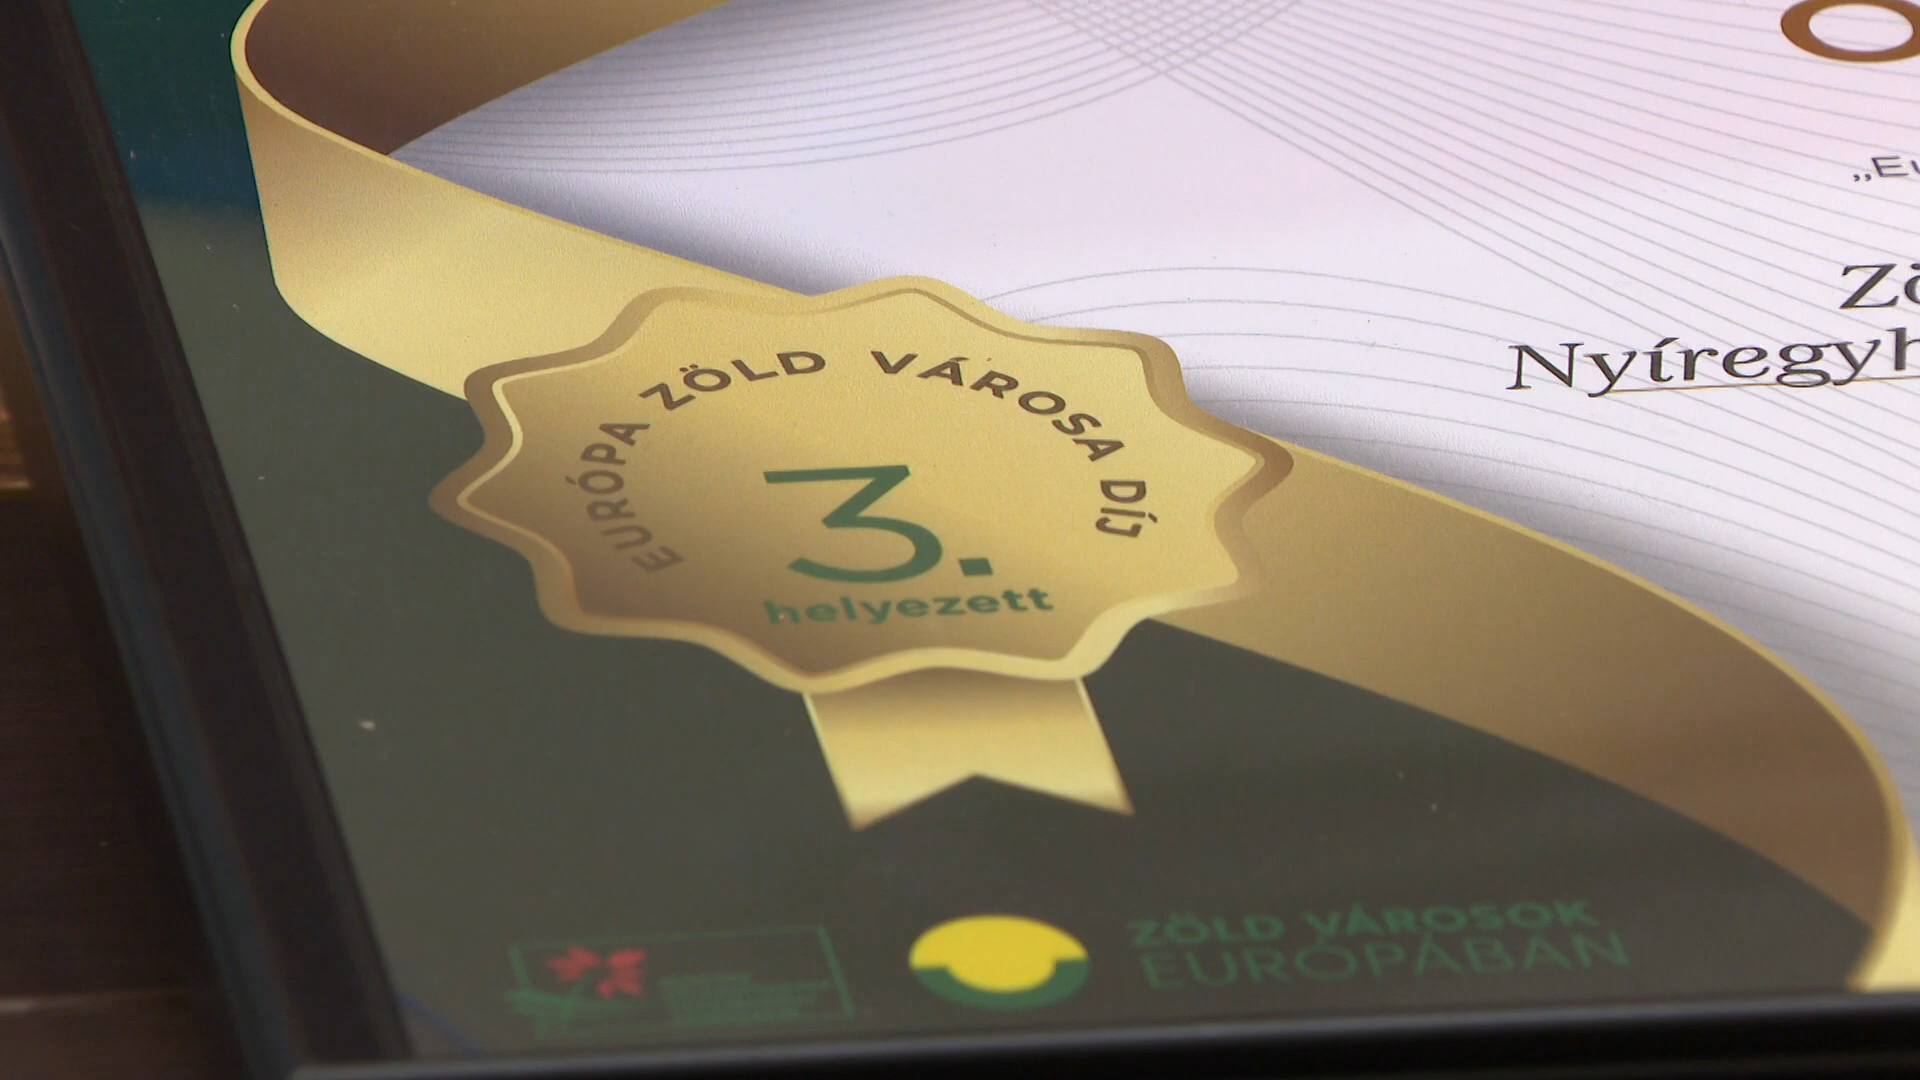 O
„Eu
Zö
Nyíregyh
EURÓPA ZÖLD VÁROSA DÍJ
3.
helyezett
ZÖLD VÁROSOK
EURÓPÁBAN